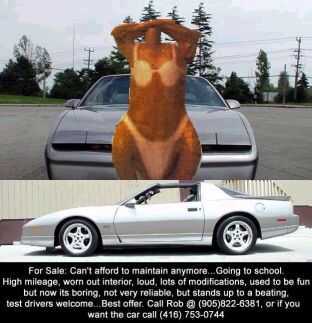 For Sale: Can't afford to maintain anymore...Going to school.
High mileage, worn out interior, loud, lots of modifications, used to be fun
but now its boring, not very reliable, but stands up to a beating,
test drivers welcome...Best offer. Call Rob @ (905)822-6381, or if you
want the car call (416) 753-0744